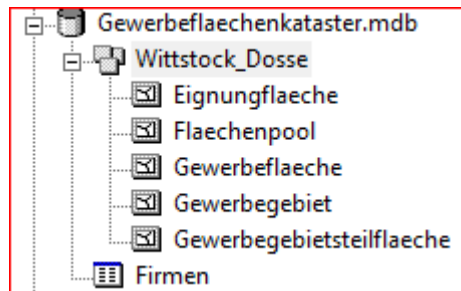 Gewerbeflaechenkataster.mdb
Wittstock_Dosse
Eignungflaeche
Flaechenpool
Gewerbeflaeche
Gewerbegebiet
Gewerbegebietsteilflaeche
Firmen